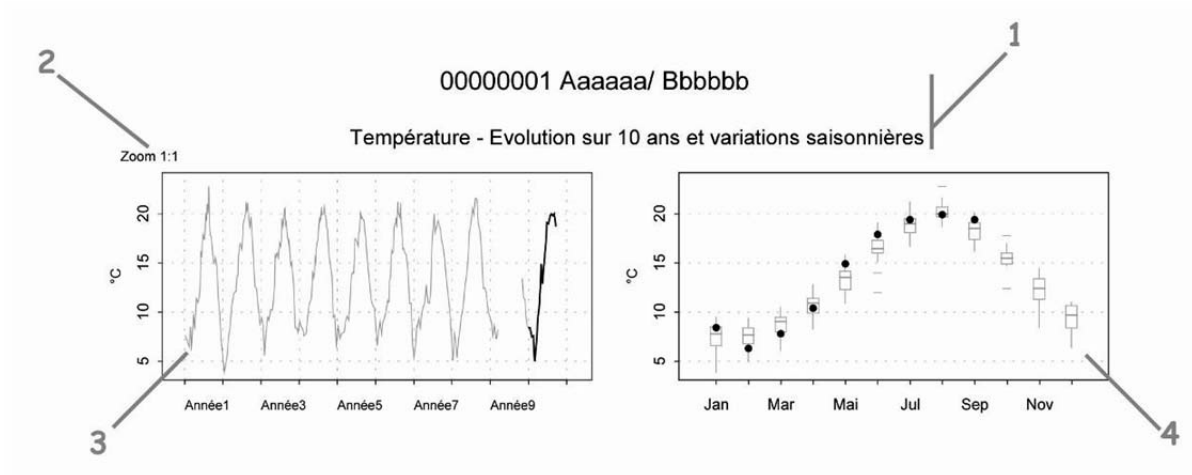 1
2
00000001 Aaaaaa/ Bbbbbb
Température - Evolution sur 10 ans et variations saisonnières
Zoom 1:1
°C
20
15
10
5
Année1 Année3 Année5 Année7 Année9
°C
20
15
10
5
Jan Mar Mai Jul Sep Nov
3
4